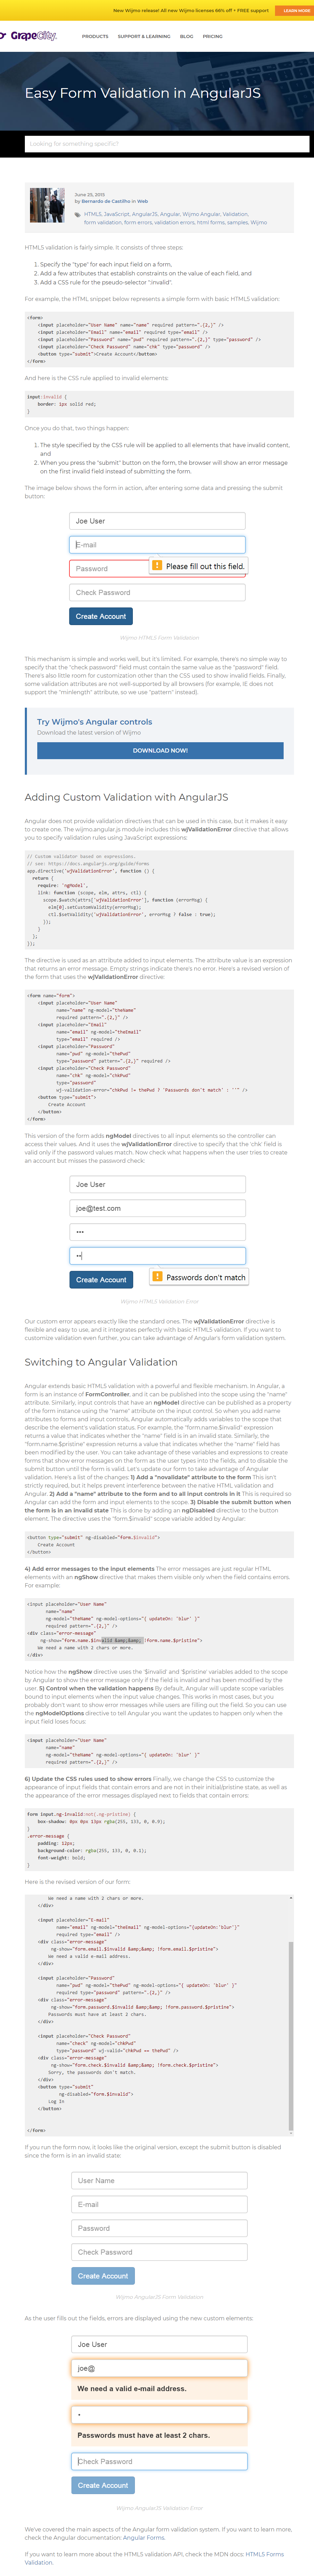 New Wijmo release! All new Wijmo licenses 66% off + FREE support
LEARN MORE
GrapeCity.
PRODUCTS SUPPORT & LEARNING BLOG PRICING
Easy Form Validation in AngularJS
Looking for something specific?
June 25, 2015
by Bernardo de Castilho in Web
HTML5, JavaScript, AngularJS, Angular, Wijmo Angular, Validation,
form validation, form errors, validation errors, html forms, samples, Wijmo
HTML5 validation is fairly simple. It consists of three steps:
1. Specify the "type" for each input field on a form,
2. Add a few attributes that establish constraints on the value of each field, and
3. Add a CSS rule for the pseudo-selector ":invalid".
For example, the HTML snippet below represents a simple form with basic HTML5 validation:
<form>
<input placeholder="User Name" name="name" required pattern=".{2,}" />
<input placeholder="Email" name="email" required type="email" />
<input placeholder="Password" name="pwd" required pattern=".{2,}" type="password" />
<input placeholder="Check Password" name="chk" type="password" />
<button type="submit">Create Account</button>
</form>
And here is the CSS rule applied to invalid elements:
input:invalid {
border: 1px solid red;
}
Once you do that, two things happen:
1. The style specified by the CSS rule will be applied to all elements that have invalid content,
and
2. When you press the "submit" button on the form, the browser will show an error message
on the first invalid field instead of submitting the form.
The image below shows the form in action, after entering some data and pressing the submit
button:
Joe User
E-mail
Password
Please fill out this field.
Check Password
Create Account
Wijmo HTML5 Form Validation
This mechanism is simple and works well, but it's limited. For example, there's no simple way to
specify that the "check password" field must contain the same value as the "password" field.
There's also little room for customization other than the CSS used to show invalid fields. Finally,
some validation attributes are not well-supported by all browsers (for example, IE does not
support the "minlength" attribute, so we use "pattern" instead).
Try Wijmo's Angular controls
Download the latest version of Wijmo
DOWNLOAD NOW!
Adding Custom Validation with AngularJS
Angular does not provide validation directives that can be used in this case, but it makes it easy
to create one. The wijmo.angular.js module includes this wjValidationError directive that allows
you to specify validation rules using JavaScript expressions:
// Custom validator based on expressions.
// see: https://docs.angularjs.org/guide/forms
app.directive('wjValidationError', function () {
return {
require: 'ngModel',
link: function (scope, elm, attrs, ctl) {
scope.$watch(attrs['wjValidationError'], function (errorMsg) {
elm[0].setCustomValidity(errorMsg);
ctl.$setValidity('wjValidationError', errorMsg ? false : true);
});
}
};
});
The directive is used as an attribute added to input elements. The attribute value is an expression
that returns an error message. Empty strings indicate there's no error. Here's a revised version of
the form that uses the wjValidationError directive:
<form name="form">
<input placeholder="User Name"
name="name" ng-model="theName"
required pattern=".{2,}" />
<input placeholder="Email"
name="email" ng-model="theEmail"
type="email" required />
<input placeholder="Password"
name="pwd" ng-model="thePwd"
type="password" pattern=".{2,}" required />
<input placeholder="Check Password"
name="chk" ng-model="chkPwd"
type="password"
wj-validation-error="chkPwd != thePwd ? 'Passwords don't match' : ''" />
<button type="submit">
Create Account
</button>
</form>
This version of the form adds ngModel directives to all input elements so the controller can
access their values. And it uses the wjValidationError directive to specify that the 'chk' field is
valid only if the password values match. Now check what happens when the user tries to create
an account but misses the password check:
Joe User
joe@test.com
•••
••
Create Account
Passwords don't match
Wijmo HTML5 Validation Error
Our custom error appears exactly like the standard ones. The wjValidationError directive is
flexible and easy to use, and it integrates perfectly with basic HTML5 validation. If you want to
customize validation even further, you can take advantage of Angular's form validation system.
Switching to Angular Validation
Angular extends basic HTML5 validation with a powerful and flexible mechanism. In Angular, a
form is an instance of FormController, and it can be published into the scope using the "name"
attribute. Similarly, input controls that have an ngModel directive can be published as a property
of the form instance using the "name" attribute on the input control. So when you add name
attributes to forms and input controls, Angular automatically adds variables to the scope that
describe the element's validation status. For example, the "form.name.$invalid" expression
returns a value that indicates whether the "name" field is in an invalid state. Similarly, the
"form.name.$pristine" expression returns a value that indicates whether the "name" field has
been modified by the user. You can take advantage of these variables and expressions to create
forms that show error messages on the form as the user types into the fields, and to disable the
submit button until the form is valid. Let's update our form to take advantage of Angular
validation. Here's a list of the changes: 1) Add a "novalidate" attribute to the form This isn't
strictly required, but it helps prevent interference between the native HTML validation and
Angular. 2) Add a "name" attribute to the form and to all input controls in it This is required so
Angular can add the form and input elements to the scope. 3) Disable the submit button when
the form is in an invalid state This is done by adding an ngDisabled directive to the button
element. The directive uses the "form.$invalid" scope variable added by Angular:
<button type="submit" ng-disabled="form.$invalid">
Create Account
</button>
4) Add error messages to the input elements The error messages are just regular HTML
elements with an ngShow directive that makes them visible only when the field contains errors.
For example:
<input placeholder="User Name"
name="name"
ng-model="theName" ng-model-options="{ updateOn: 'blur' }"
required pattern=".{2,}" />
<div class="error-message"
ng-show="form.name.$invalid &amp;&amp; !form.name.$pristine">
We need a name with 2 chars or more.
</div>
Notice how the ngShow directive uses the '$invalid' and '$pristine' variables added to the scope
by Angular to show the error message only if the field is invalid and has been modified by the
user. 5) Control when the validation happens By default, Angular will update scope variables
bound to input elements when the input value changes. This works in most cases, but you
probably don't want to show error messages while users are filling out the field. So you can use
the ngModelOptions directive to tell Angular you want the updates to happen only when the
input field loses focus:
<input placeholder="User Name"
name="name"
ng-model="theName" ng-model-options="{ updateOn: 'blur' }"
required pattern=".{2,}" />
6) Update the CSS rules used to show errors Finally, we change the CSS to customize the
appearance of input fields that contain errors and are not in their initial/pristine state, as well as
the appearance of the error messages displayed next to fields that contain errors:
form input.ng-invalid:not(.ng-pristine) {
box-shadow: 0px 0px 13px rgba(255, 133, 0, 0.9);
}
.error-message {
padding: 12px;
background-color: rgba(255, 133, 0, 0.1);
font-weight: bold;
}
Here is the revised version of our form:
We need a name with 2 chars or more.
</div>
<input placeholder="E-mail"
name="email" ng-model="theEmail" ng-model-options="{updateOn:'blur'}"
required type="email" />
<div class="error-message"
ng-show="form.email.$invalid &amp;&amp; !form.email.$pristine">
We need a valid e-mail address.
</div>
<input placeholder="Password"
name="pwd" ng-model="thePwd" ng-model-options="{ updateOn: 'blur' }"
required type="password" pattern=".{2,}" />
<div class="error-message"
ng-show="form.password.$invalid &amp;&amp; !form.password.$pristine">
Passwords must have at least 2 chars.
</div>
<input placeholder="Check Password"
name="check" ng-model="chkPwd"
type="password" wj-valid="chkPwd == thePwd" />
<div class="error-message"
ng-show="form.check.$invalid &amp;&amp; !form.check.$pristine">
Sorry, the passwords don't match.
</div>
<button type="submit"
ng-disabled="form.$invalid">
Log In
</button>
</form>
If you run the form now, it looks like the original version, except the submit button is disabled
since the form is in an invalid state:
User Name
E-mail
Password
Check Password
Create Account
Wijmo AngularJS Form Validation
As the user fills out the fields, errors are displayed using the new custom elements:
Joe User
joe@
We need a valid e-mail address.
•
Passwords must have at least 2 chars.
Check Password
Create Account
Wijmo AngularJS Validation Error
We've covered the main aspects of the Angular form validation system. If you want to learn more,
check the Angular documentation: Angular Forms.
If you want to learn more about the HTML5 validation API, check the MDN docs: HTML5 Forms
Validation.